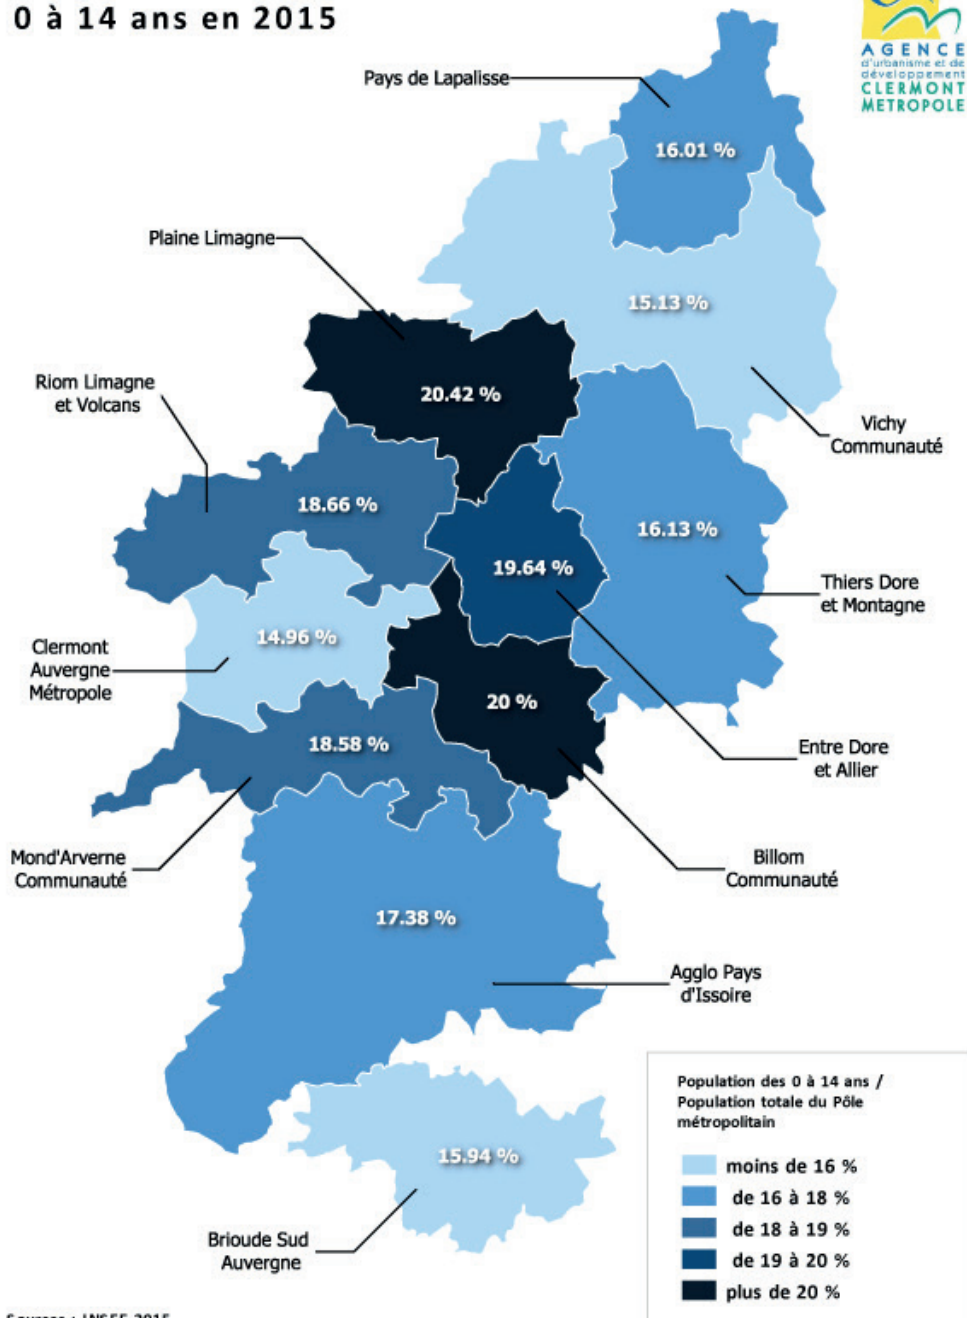 0 à 14 ans en 2015
AGENCE
d'urbanisme et de
développement
CLERMONT
METROPOLE
Pays de Lapalisse
16.01 %
Plaine Limagne
15.13 %
Riom Limagne
et Volcans
20.42 %
Vichy
Communauté
18.66 %
16.13 %
19.64 %
Thiers Dore
et Montagne
Clermont
Auvergne
Métropole
14.96 %
20 %
18.58 %
Entre Dore
et Allier
Mond'Arverne
Communauté
Billom
Communauté
17.38 %
Agglo Pays
d'Issoire
Population des 0 à 14 ans /
Population totale du Pôle
métropolitain
moins de 16 %
de 16 à 18 %
de 18 à 19 %
de 19 à 20 %
plus de 20 %
15.94 %
Brioude Sud
Auvergne
Sources : INSEE 2015